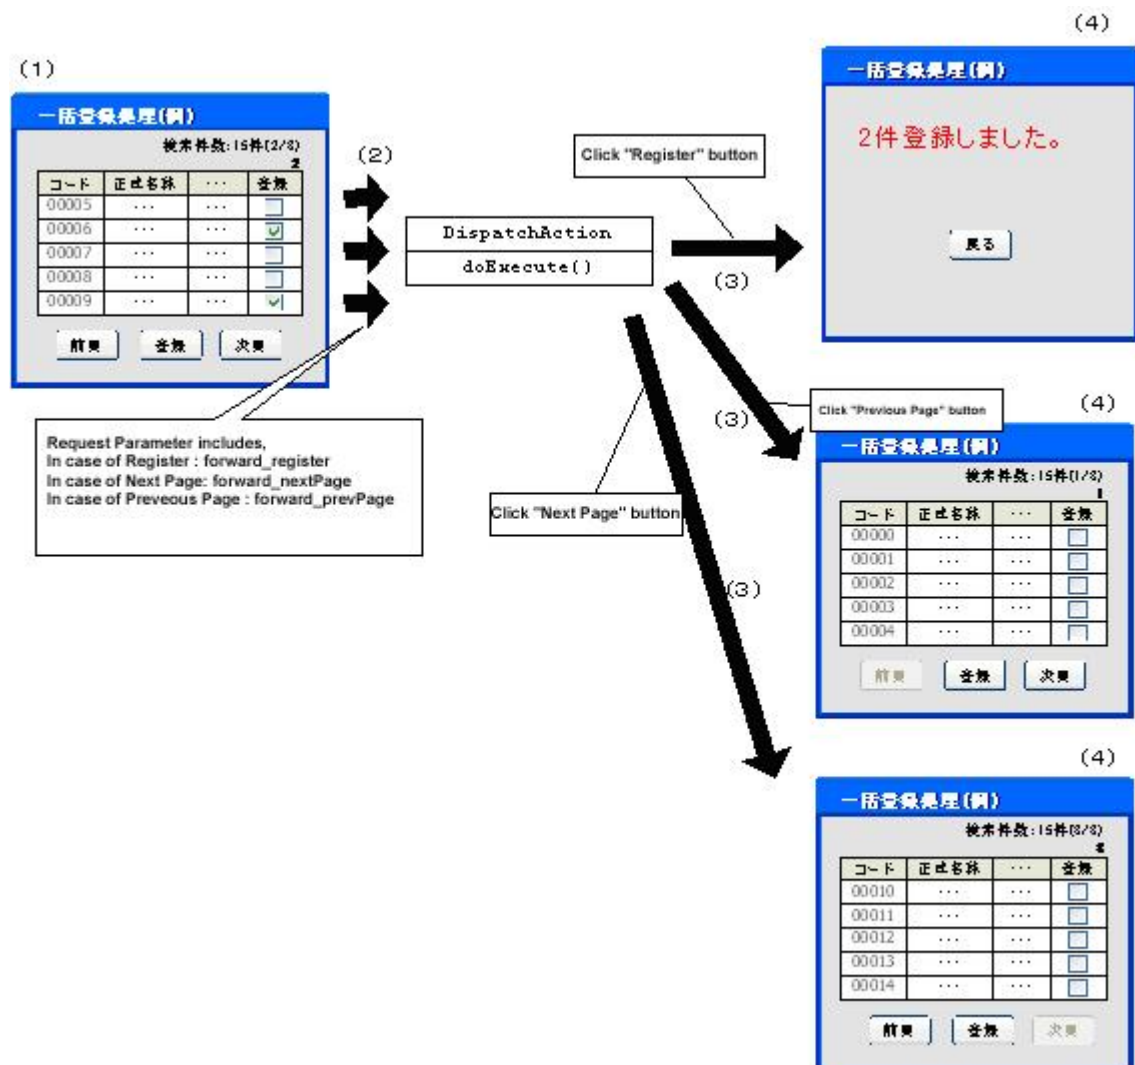 (1)
一括登録処理(例)
検索件数:15件(2/3)
2
コード 正式名称 ... 登録
00005 ... ...
00006 ... ...
00007 ... ...
00008 ... ...
00009 ... ...
前頁 登録 次頁
(2)
Request Parameter includes,
In case of Register : forward_register
In case of Next Page: forward_nextPage
In case of Preveous Page : forward_prevPage
DispatchAction
doExecute()
Click "Register" button
(3)
(4)
一括登録処理(例)
2件登録しました。
戻る
Click "Previous Page" button
(3)
(4)
一括登録処理(例)
検索件数:15件(1/3)
1
コード 正式名称 ... 登録
00000 ... ...
00001 ... ...
00002 ... ...
00003 ... ...
00004 ... ...
前頁 登録 次頁
Click "Next Page" button
(3)
(4)
一括登録処理(例)
検索件数:15件(3/3)
3
コード 正式名称 ... 登録
00010 ... ...
00011 ... ...
00012 ... ...
00013 ... ...
00014 ... ...
前頁 登録 次頁